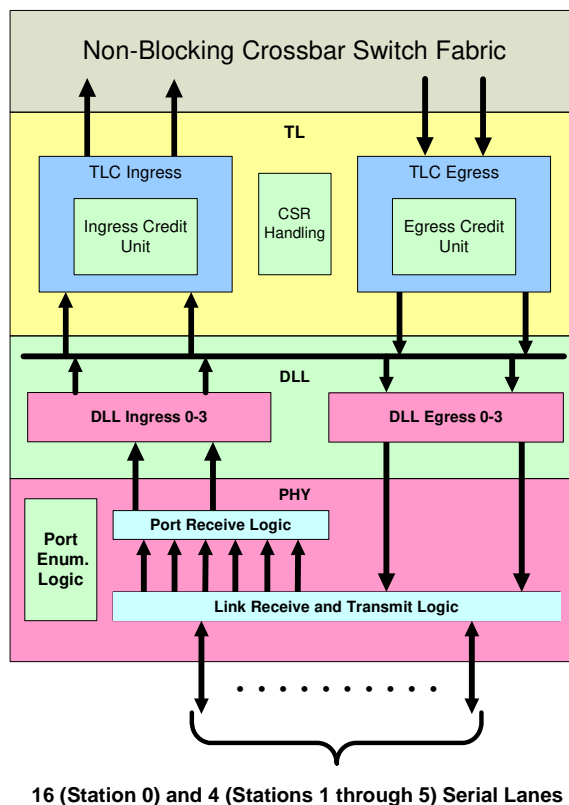 Non-Blocking Crossbar Switch Fabric
TL
TLC Ingress
Ingress Credit
Unit
CSR
Handling
TLC Egress
Egress Credit
Unit
DLL
DLL Ingress 0-3
DLL Egress 0-3
PHY
Port
Enum.
Logic
Port Receive Logic
Link Receive and Transmit Logic
16 (Station 0) and 4 (Stations 1 through 5) Serial Lanes